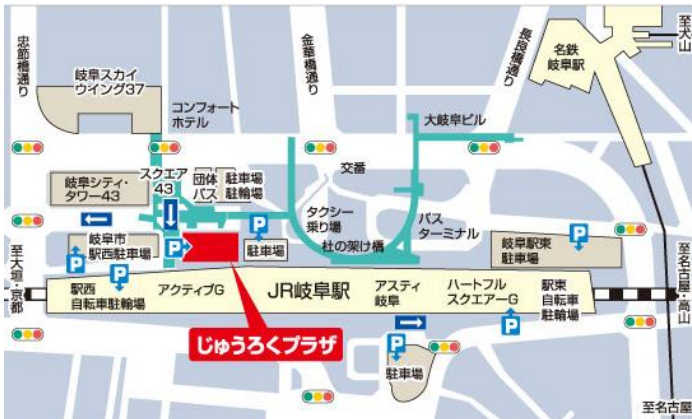 忠節橋通り
金華橋通り
長良橋通り
至犬山
名鉄
岐阜駅
岐阜スカイ
ウイング37
コンフォート
ホテル
大岐阜ビル
交番
岐阜シティ・
タワー43
スクエア
43
団体
バス
駐車場
駐輪場
タクシー
乗り場
バス
ターミナル
杜の架け橋
岐阜市
駅西駐車場
P
P
P
駐車場
P
岐阜駅東
駐車場
P
至大垣・京都
駅西
自転車駐輪場
P
アクティブG
JR岐阜駅
アスティ
岐阜
ハートフル
スクエアーG
駅東
自転車
駐輪場
P
至名古屋・高山
じゅうろくプラザ
P
駐車場
至名古屋